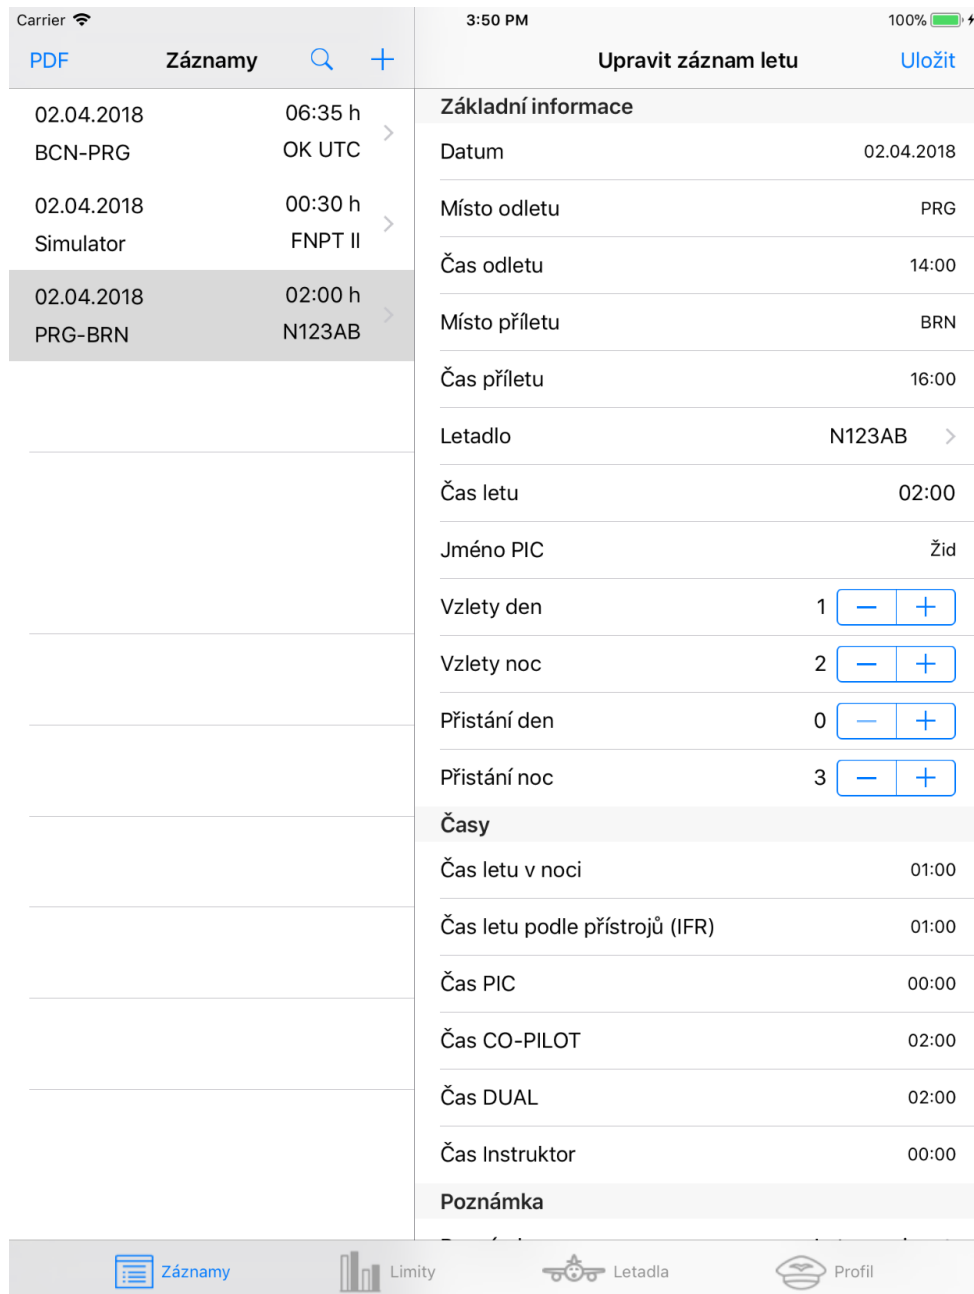 Carrier 3:50 PM 100%
PDF Záznamy
Upravit záznam letu Uložit
02.04.2018 06:35 h
BCN-PRG OK UTC
02.04.2018 00:30 h
Simulator FNPT II
02.04.2018 02:00 h
PRG-BRN N123AB
Základní informace
Datum 02.04.2018
Místo odletu PRG
Čas odletu 14:00
Místo příletu BRN
Čas příletu 16:00
Letadlo N123AB
Čas letu 02:00
Jméno PIC Žid
Vzlety den 1 − +
Vzlety noc 2 − +
Přistání den 0 − +
Přistání noc 3 − +
Časy
Čas letu v noci 01:00
Čas letu podle přístrojů (IFR) 01:00
Čas PIC 00:00
Čas CO-PILOT 02:00
Čas DUAL 02:00
Čas Instruktor 00:00
Poznámka
Záznamy Limity Letadla Profil